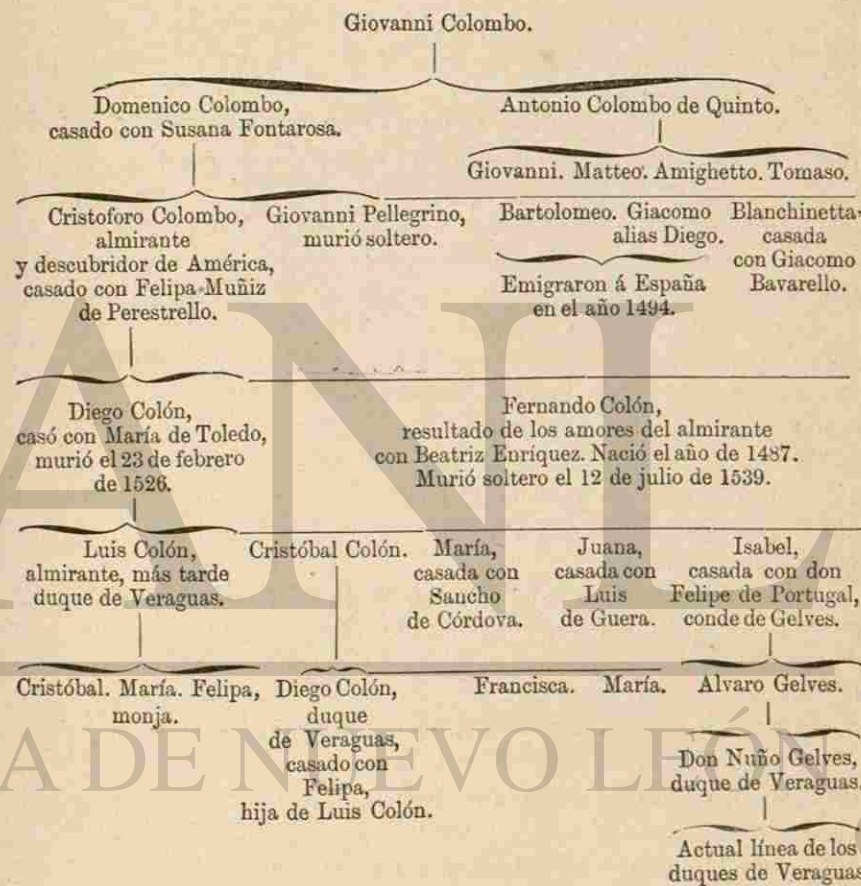 Giovanni Colombo.
Domenico Colombo,
casado con Susana Fontarosa.
Antonio Colombo de Quinto.
Giovanni. Matteo. Amighetto. Tomaso.
Cristoforo Colombo,
almirante
y descubridor de América,
casado con Felipa Muñiz
de Perestrello.
Giovanni Pellegrino,
murió soltero.
Bartolomeo. Giacomo
alias Diego.
Emigraron á España
en el año 1494.
Blanchinetta
casada
con Giacomo
Bavarello.
Diego Colón,
casó con María de Toledo,
murió el 23 de febrero
de 1526.
Fernando Colón,
resultado de los amores del almirante
con Beatriz Enríquez. Nació el año de 1487.
Murió soltero el 12 de julio de 1539.
Luis Colón,
almirante, más tarde
duque de Veraguas.
Cristóbal Colón.
María,
casada con
Sancho
de Córdova.
Juana,
casada con
Luis
de Guera.
Isabel,
casada con don
Felipe de Portugal,
conde de Gelves.
Cristóbal. María. Felipa,
monja.
Diego Colón,
duque
de Veraguas,
casado con
Felipa,
hija de Luis Colón.
Francisca. María.
Alvaro Gelves.
Don Nuño Gelves,
duque de Veraguas.
Actual línea de los
duques de Veraguas
ANL
A DE NUEVO LEÓN